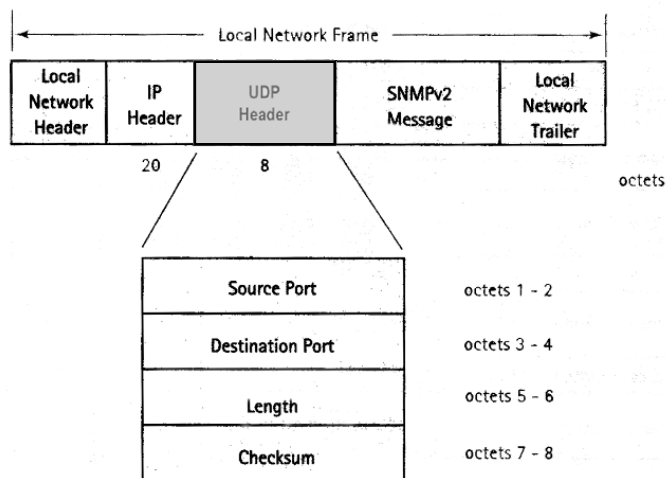 Local Network Frame
Local
Network
Header
IP
Header
UDP
Header
SNMPv2
Message
Local
Network
Trailer
20
8
octets
Source Port
octets 1 - 2
Destination Port
octets 3 - 4
Length
octets 5 - 6
Checksum
octets 7 - 8